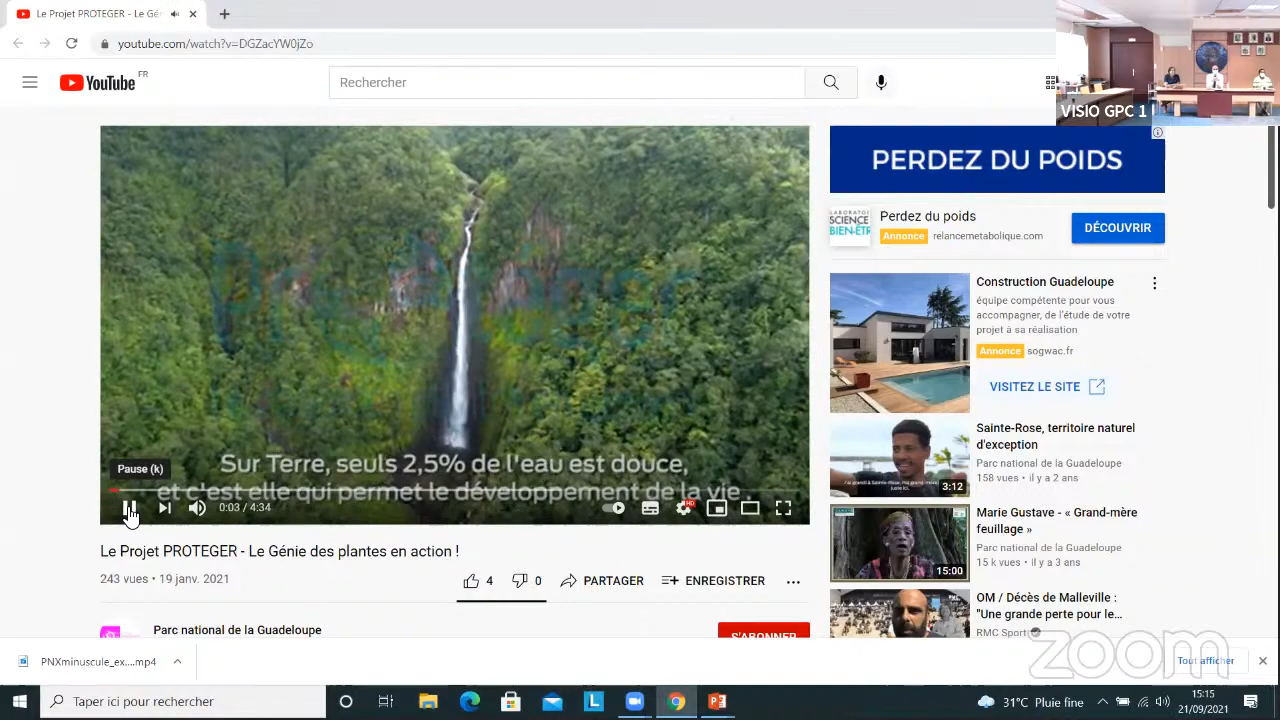 Le Projet PROTEGER - Le Gé
youtube.com/watch?v=DGZacYW0jZo
YouTube FR
Rechercher
VISIO GPC 1
PERDEZ DU POIDS
LABORATOI
SCIENCE
BIEN-ÊTR
Perdez du poids
Annonce relancemetabolique.com
DÉCOUVRIR
Construction Guadeloupe
équipe compétente pour vous
accompagner, de l'étude de votre
projet à sa réalisation
Annonce sogwac.fr
VISITEZ LE SITE
Sainte-Rose, territoire naturel
d'exception
Parc national de la Guadeloupe
158 vues • il y a 2 ans
3:12
Marie Gustave - « Grand-mère
feuillage »
Parc national de la Guadeloupe
15 k vues • il y a 3 ans
15:00
OM / Décès de Malleville :
"Une grande perte pour le...
RMC Sport
Sur Terre, seuls 2,5% de l'eau est douce,
elle qui permet le développement de la vie.
Pause (k)
0:03 / 4:34
HD
Le Projet PROTEGER - Le Génie des plantes en action !
243 vues • 19 janv. 2021
4
0
PARTAGER
ENREGISTRER
Parc national de la Guadeloupe
S'ABONNER
zoom
PNXminuscule_ex....mp4
Tout afficher
Taper ici pour rechercher
31°C Pluie fine
15:15
21/09/2021